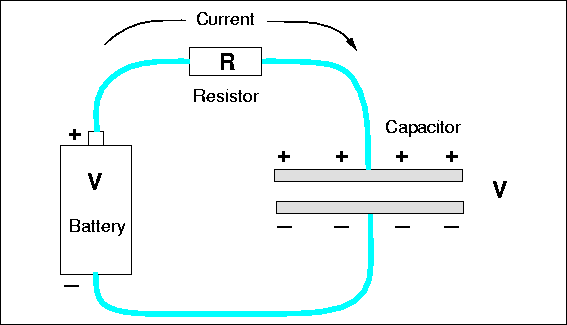 Current
R
Resistor
Capacitor
+ + + + +
V V
Battery
– – – – –